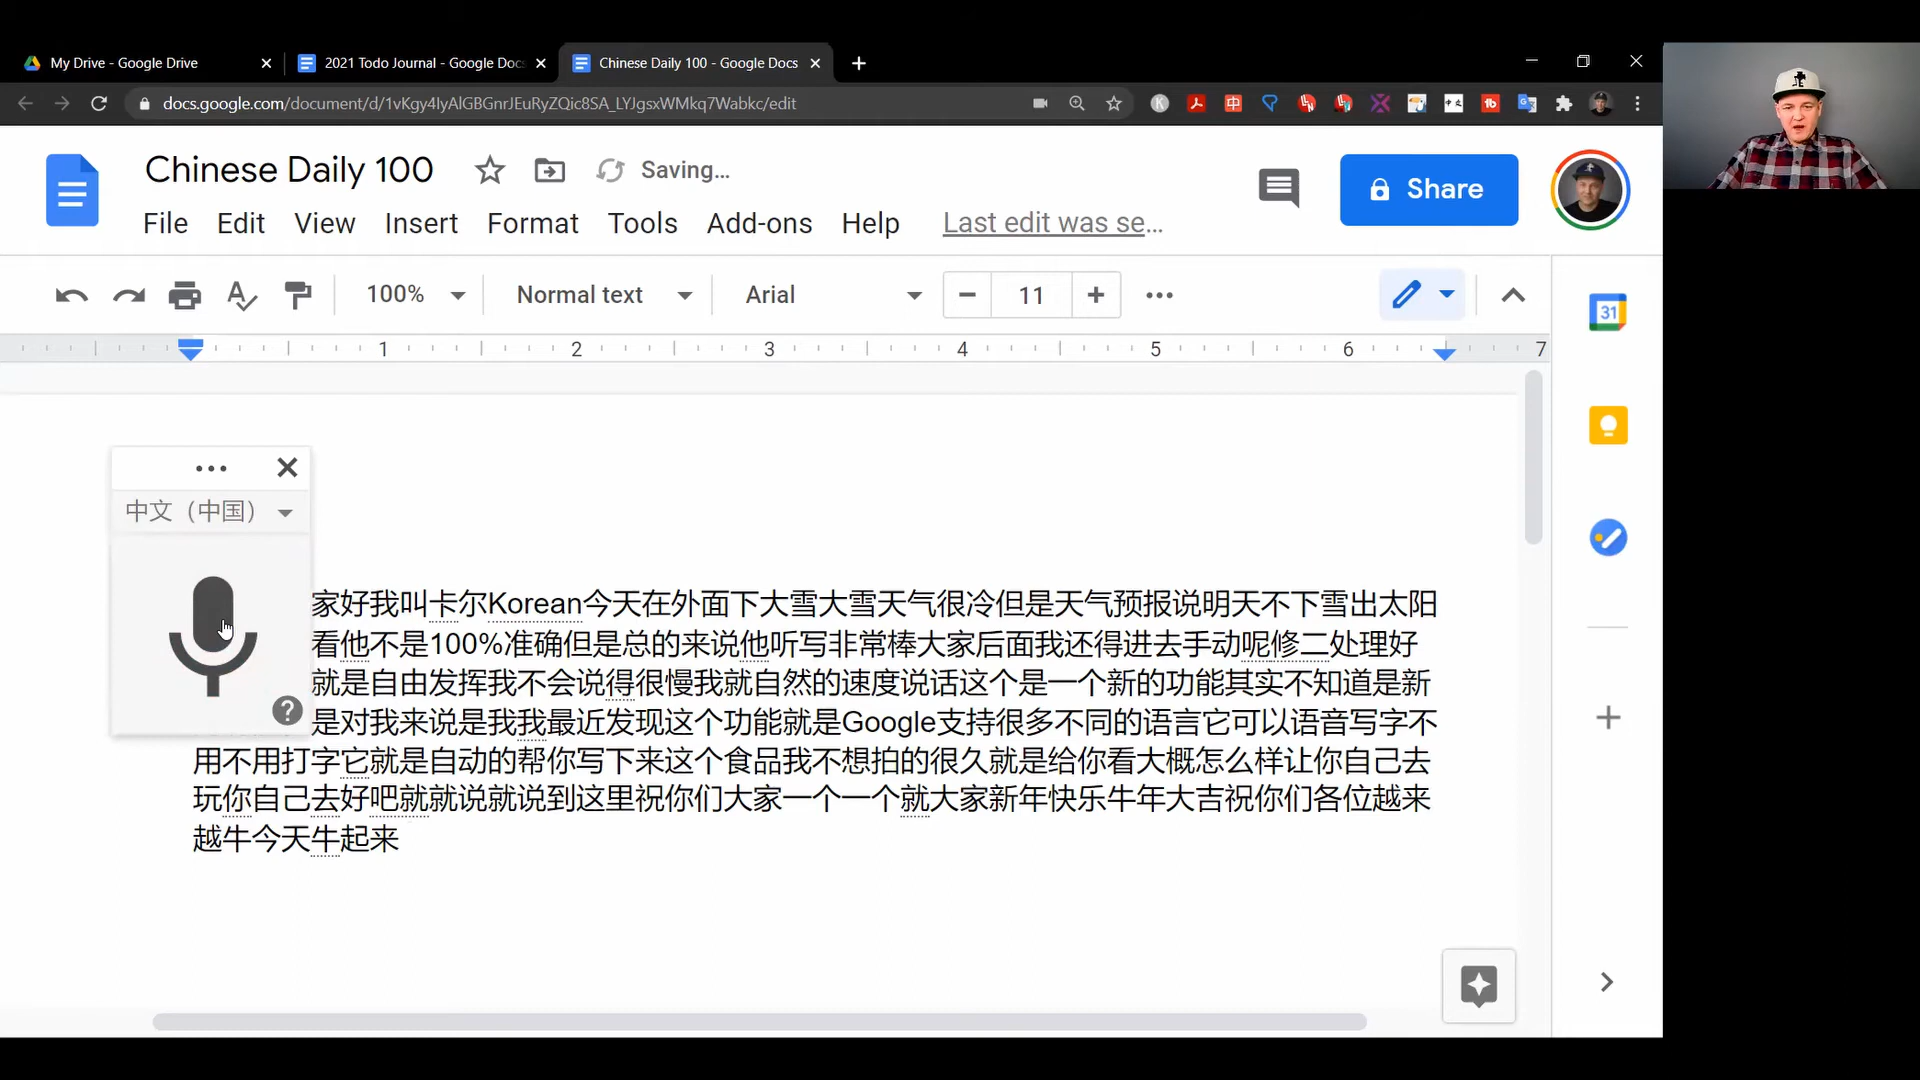 My Drive - Google Drive
2021 Todo Journal - Google Docs
Chinese Daily 100 - Google Docs
docs.google.com/document/d/1vKgy4IyAlGBGnrJEuRyZQic8SA_LYJgsxWMkq7Wabkc/edit
Chinese Daily 100
Saving...
Share
File Edit View Insert Format Tools Add-ons Help Last edit was se...
100% Normal text Arial 11
31
1 2 3 4 5 6 7
中文（中国）
家好我叫卡尔Korean今天在外面下大雪大雪天气很冷但是天气预报说明天不下雪出太阳
看他不是100%准确但是总的来说他听写非常棒大家后面我还得进去手动呢修二处理好
就是自由发挥我不会说得很慢我就自然的速度说话这个是一个新的功能其实不知道是新
是对我来说是我我最近发现这个功能就是Google支持很多不同的语言它可以语音写字不
用不用打字它就是自动的帮你写下来这个食品我不想拍的很久就是给你看大概怎么样让你自己去
玩你自己去好吧就就说就说到这里祝你们大家一个一个就大家新年快乐牛年大吉祝你们各位越来
越牛今天牛起来